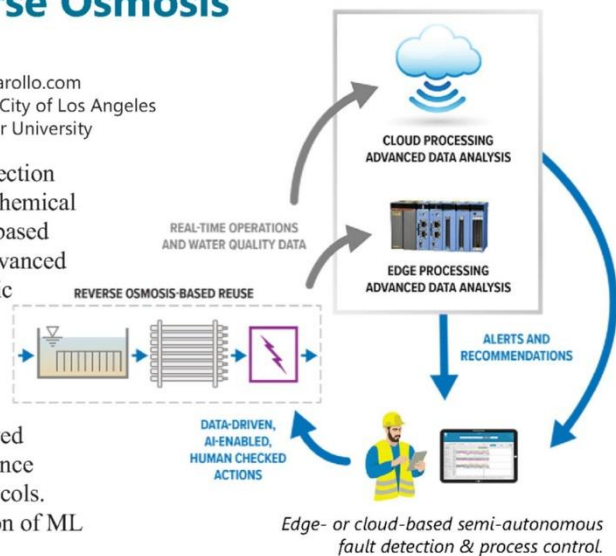 rse Osmosis
arollo.com
City of Los Angeles
r University
ection
hemical
based
vanced
ic
ed
nce
cols.
on of ML
CLOUD PROCESSING
ADVANCED DATA ANALYSIS
EDGE PROCESSING
ADVANCED DATA ANALYSIS
REAL-TIME OPERATIONS
AND WATER QUALITY DATA
REVERSE OSMOSIS-BASED REUSE
ALERTS AND
RECOMMENDATIONS
DATA-DRIVEN,
AI-ENABLED,
HUMAN CHECKED
ACTIONS
Edge- or cloud-based semi-autonomous
fault detection & process control.